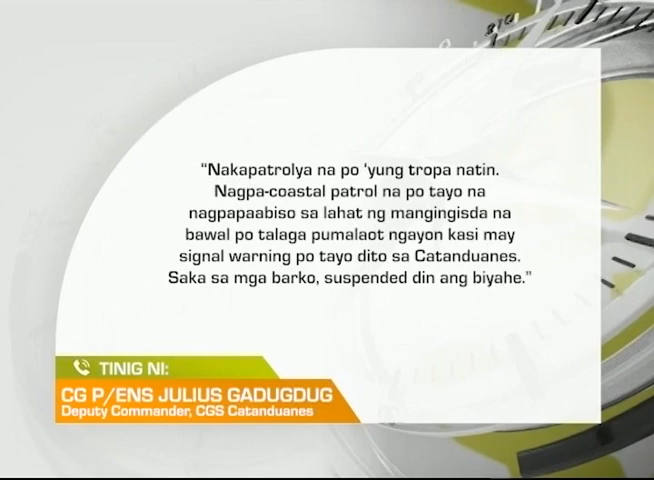 “Nakapatrolya na po ‘yung tropa natin.
Nagpa-coastal patrol na po tayo na
nagpapaabiso sa lahat ng mangingisda na
bawal po talaga pumalaot ngayon kasi may
signal warning po tayo dito sa Catanduanes.
Saka sa mga barko, suspended din ang biyahe.”
TINIG NI:
CG P/ENS JULIUS GADUGDUG
Deputy Commander, CGS Catanduanes